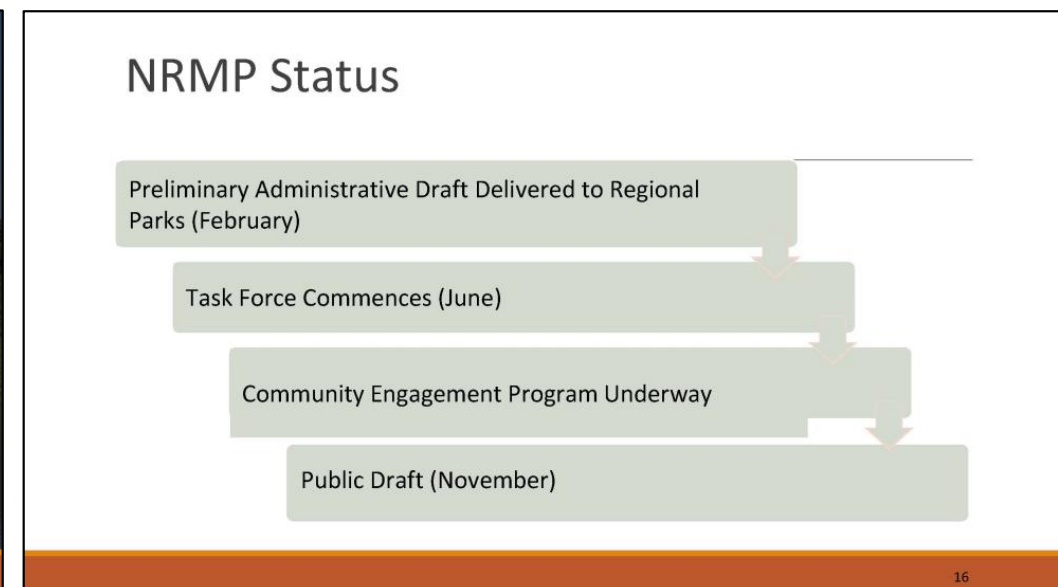 NRMP Status
Preliminary Administrative Draft Delivered to Regional
Parks (February)
Task Force Commences (June)
Community Engagement Program Underway
Public Draft (November)
16